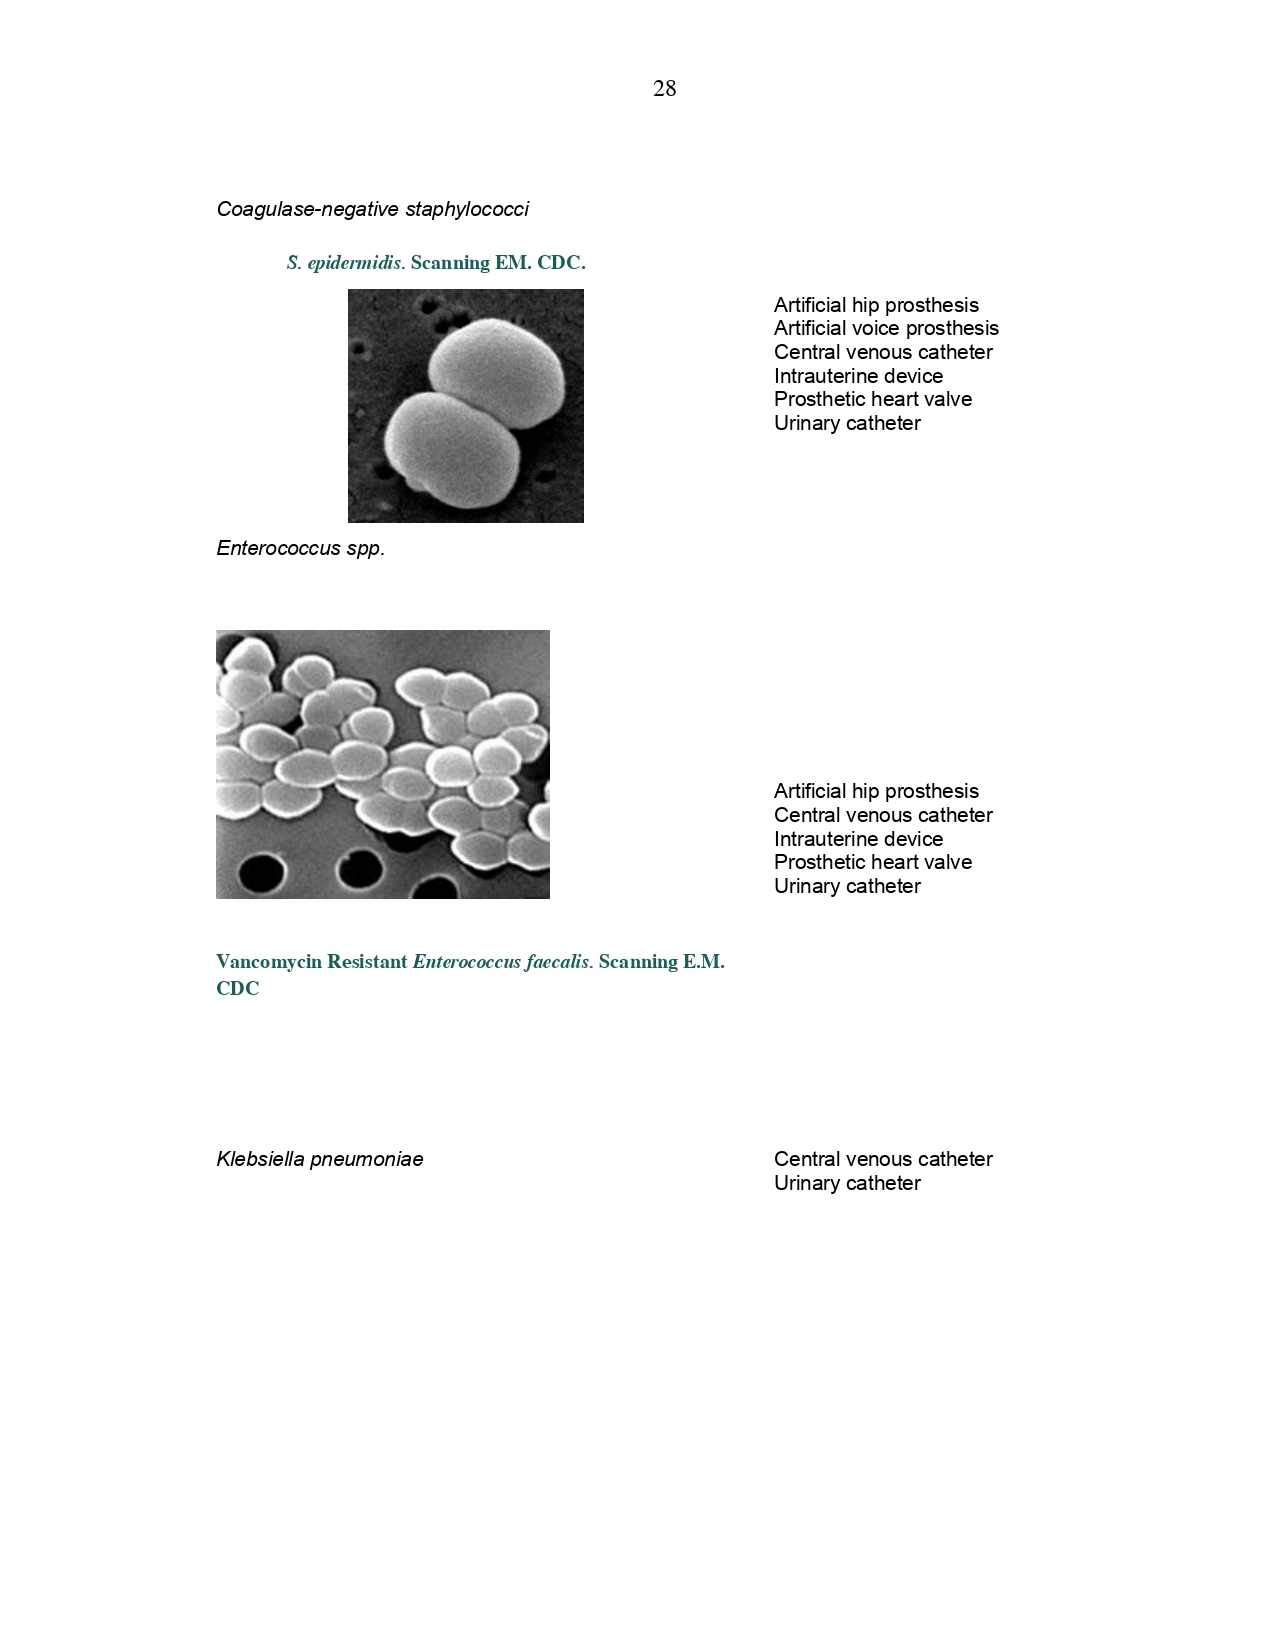 28
Coagulase-negative staphylococci
S. epidermidis. Scanning EM. CDC.
Artificial hip prosthesis
Artificial voice prosthesis
Central venous catheter
Intrauterine device
Prosthetic heart valve
Urinary catheter
Enterococcus spp.
Artificial hip prosthesis
Central venous catheter
Intrauterine device
Prosthetic heart valve
Urinary catheter
Vancomycin Resistant Enterococcus faecalis. Scanning E.M.
CDC
Klebsiella pneumoniae
Central venous catheter
Urinary catheter